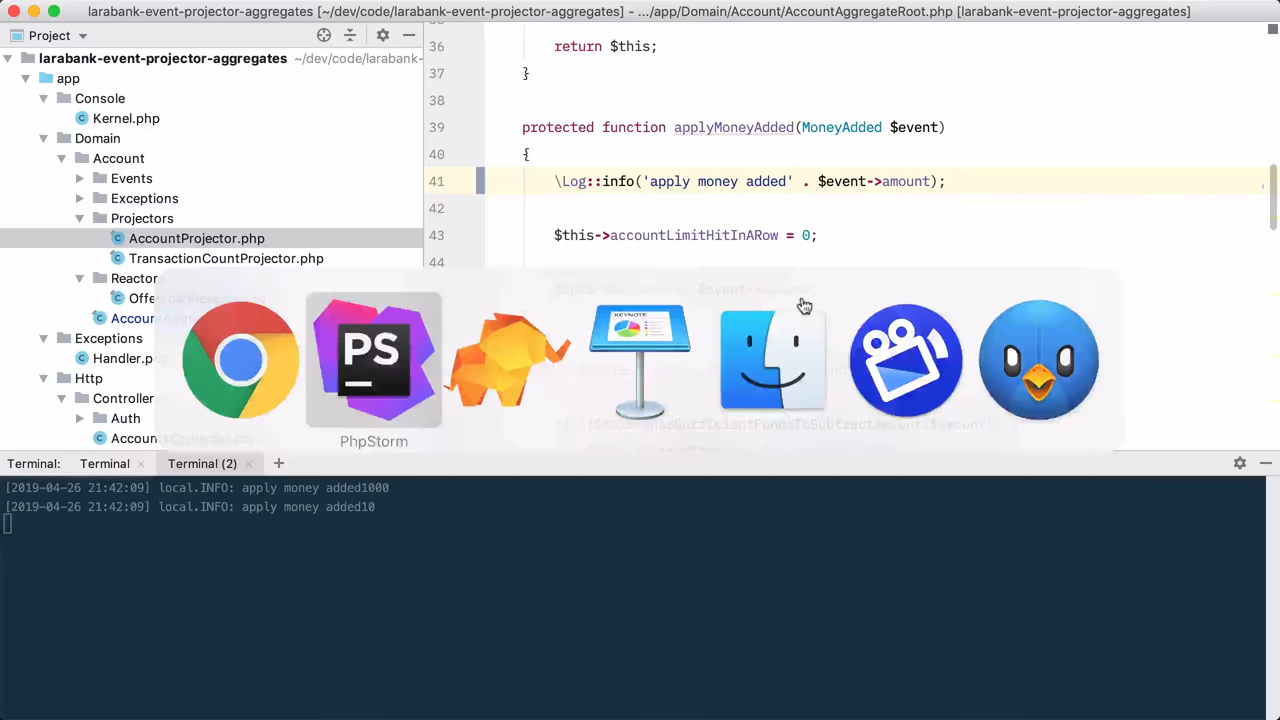 larabank-event-projector-aggregates [~/dev/code/larabank-event-projector-aggregates] - .../app/Domain/Account/AccountAggregateRoot.php [larabank-event-projector-aggregates]
Project
larabank-event-projector-aggregates ~/dev/code/larabank-
app
Console
Kernel.php
Domain
Account
Events
Exceptions
Projectors
AccountProjector.php
TransactionCountProjector.php
Reactor
Exceptions
Handler.php
Http
Controller
Auth
36 return $this;
37 }
38
39 protected function applyMoneyAdded(MoneyAdded $event)
40 {
41 \Log::info('apply money added' . $event->amount);
42
43 $this->accountLimitHitInARow = 0;
44
KEYNOTE
PS
PhpStorm
Terminal: Terminal × Terminal (2) × +
[2019-04-26 21:42:09] local.INFO: apply money added1000
[2019-04-26 21:42:09] local.INFO: apply money added10